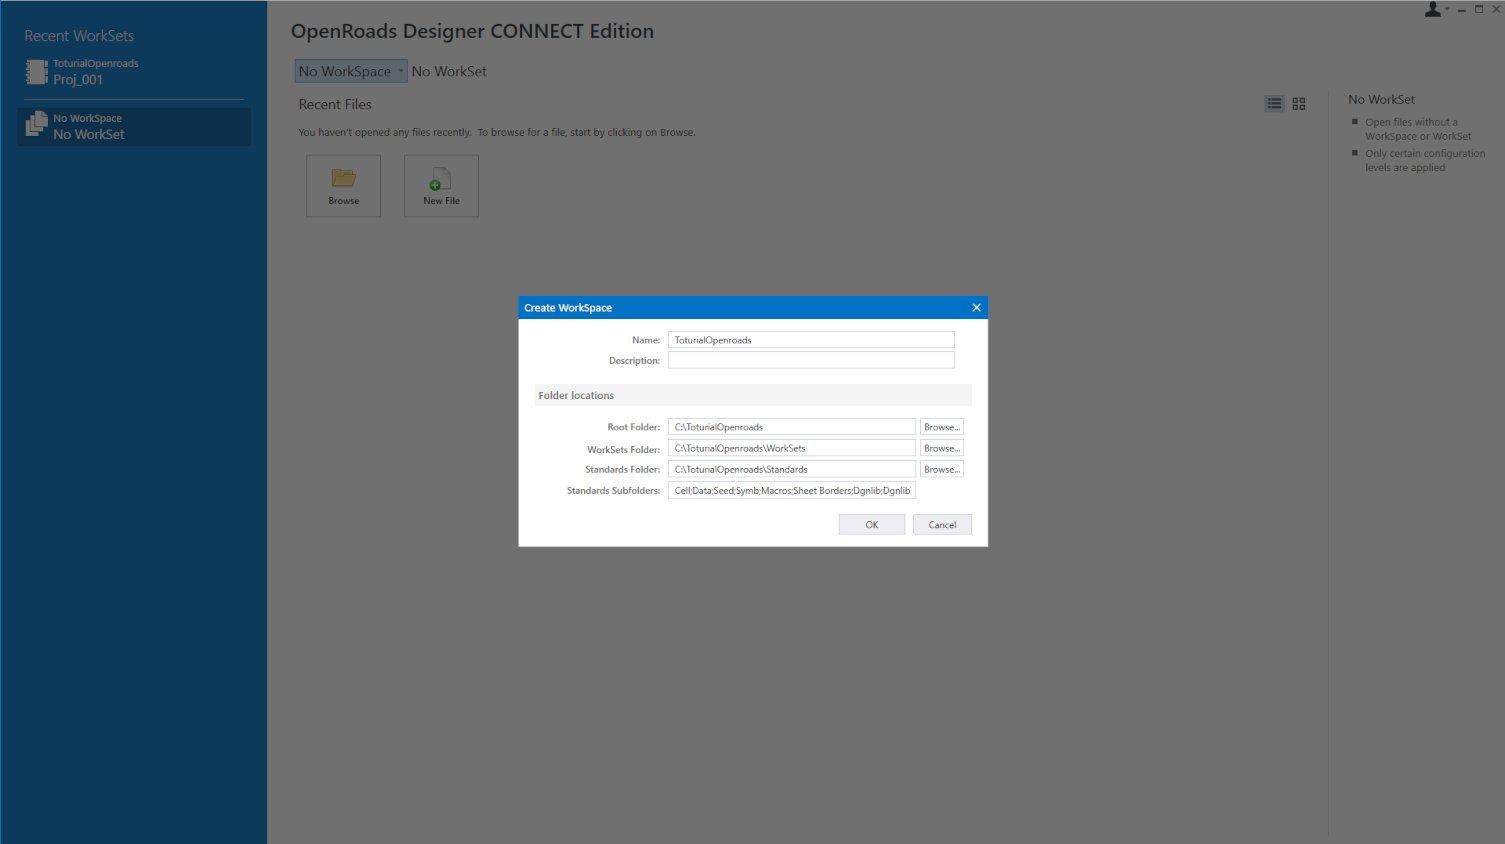 Recent WorkSets
ToturialOpenroads
Proj_001
No WorkSpace
No WorkSet
OpenRoads Designer CONNECT Edition
No WorkSpace No WorkSet
Recent Files
You haven't opened any files recently. To browse for a file, start by clicking on Browse.
Browse
New File
No WorkSet
Open files without a
WorkSpace or WorkSet
Only certain configuration
levels are applied
Create WorkSpace
Name: ToturialOpenroads
Description:
Folder locations
Root Folder: C:\ToturialOpenroads Browse...
WorkSets Folder: C:\ToturialOpenroads\WorkSets Browse...
Standards Folder: C:\ToturialOpenroads\Standards Browse...
Standards Subfolders: Cell;Data;Seed;Symb;Macros;Sheet Borders;Dgnlib;Dgnlib
OK Cancel